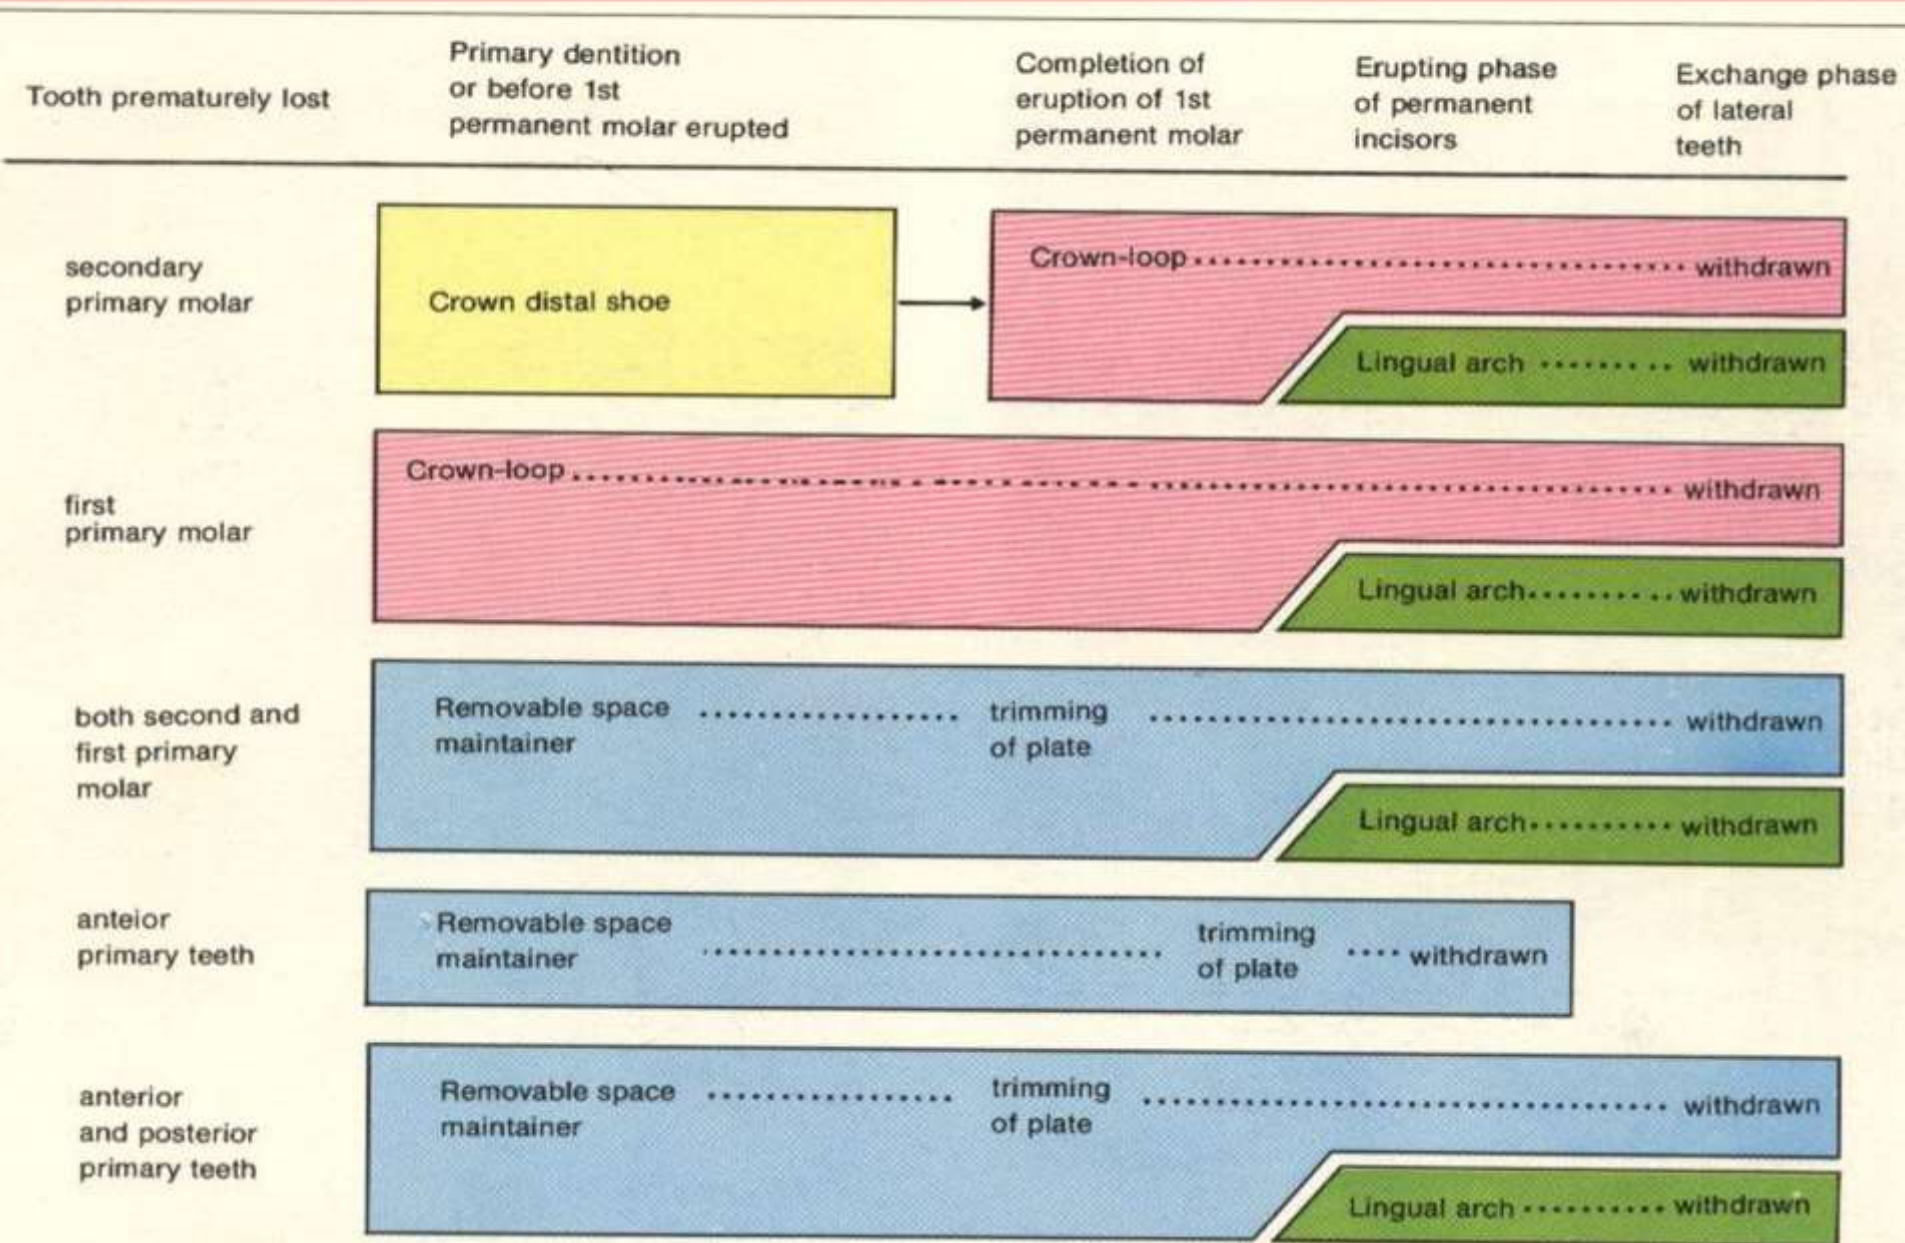 Tooth prematurely lost
Primary dentition
or before 1st
permanent molar erupted
Completion of
eruption of 1st
permanent molar
Erupting phase
of permanent
incisors
Exchange phase
of lateral
teeth
secondary
primary molar
Crown distal shoe
Crown-loop .......... withdrawn
Lingual arch .......... withdrawn
first
primary molar
Crown-loop .......... withdrawn
Lingual arch .......... withdrawn
both second and
first primary
molar
Removable space
maintainer
.......... trimming
of plate
.......... withdrawn
Lingual arch .......... withdrawn
anteior
primary teeth
Removable space
maintainer
.......... trimming
of plate
.... withdrawn
anterior
and posterior
primary teeth
Removable space
maintainer
.......... trimming
of plate
.......... withdrawn
Lingual arch .......... withdrawn